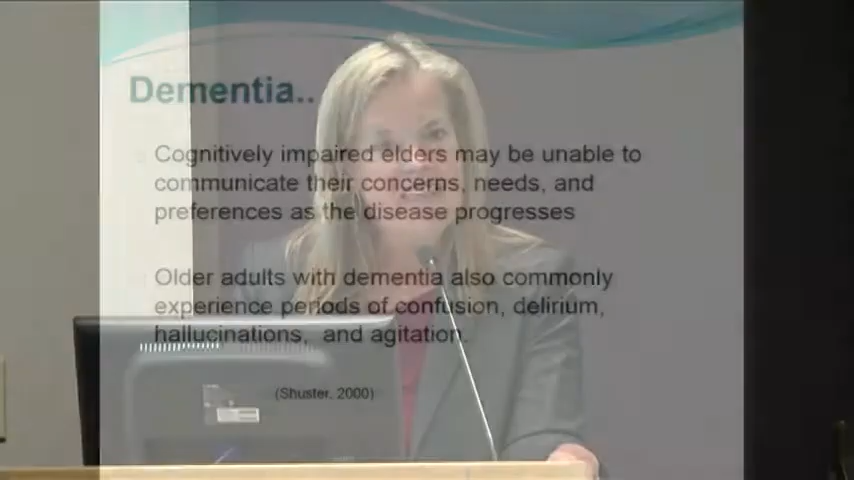 Dementia..
Cognitively impaired elders may be unable to
communicate their concerns, needs, and
preferences as the disease progresses
Older adults with dementia also commonly
experience periods of confusion, delirium,
hallucinations, and agitation.
(Shuster, 2000)